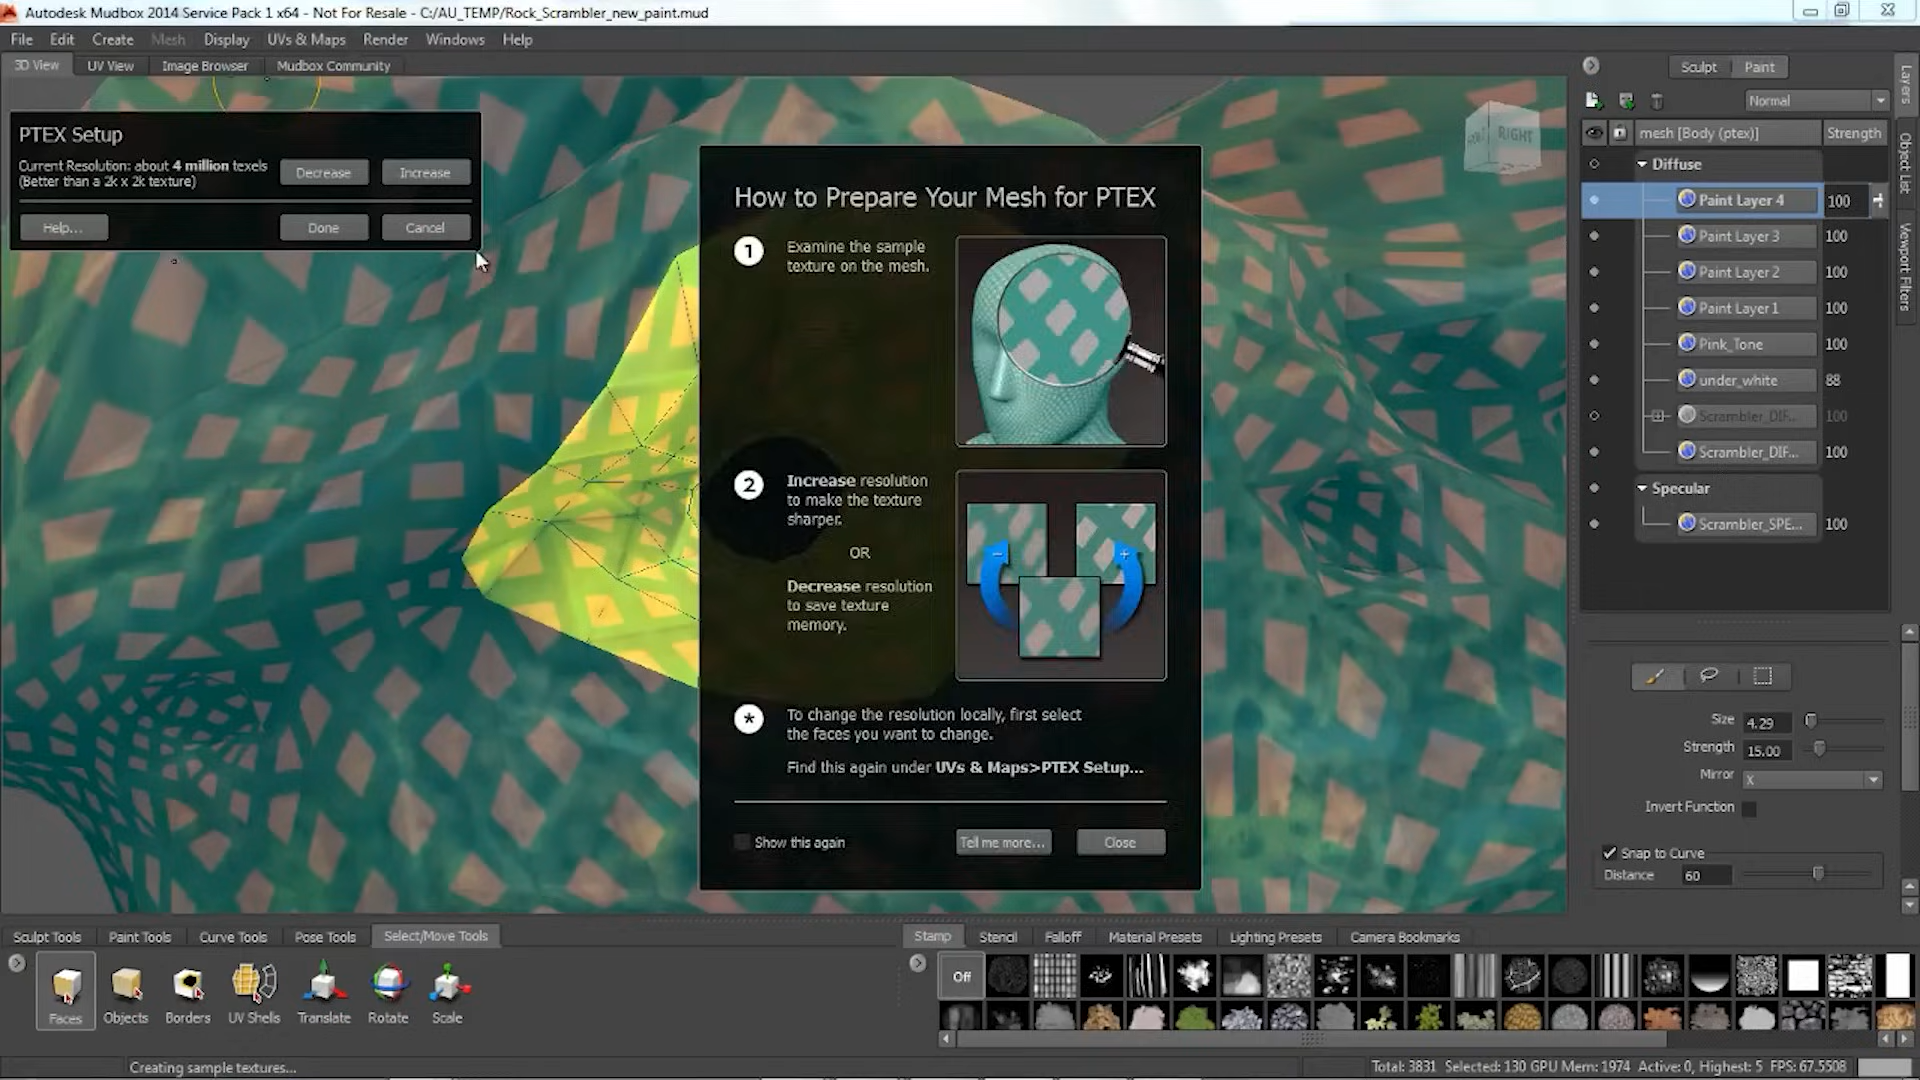 Autodesk Mudbox 2014 Service Pack 1 x64 - Not For Resale - C:/AU_TEMP/Rock_Scrambler_new_paint.mud
File Edit Create Mesh Display UVs & Maps Render Windows Help
3D View UV View Image Browser Mudbox Community
PTEX Setup
Current Resolution: about 4 million texels
(Better than a 2k x 2k texture)
Decrease Increase
Help... Done Cancel
How to Prepare Your Mesh for PTEX
1 Examine the sample
texture on the mesh.
2 Increase resolution
to make the texture
sharper.
OR
Decrease resolution
to save texture
memory.
* To change the resolution locally, first select
the faces you want to change.
Find this again under UVs & Maps>PTEX Setup...
Show this again Tell me more... Close
RIGHT
Sculpt Paint
Normal
mesh [Body (ptex)] Strength
Diffuse
Paint Layer 4 100
Paint Layer 3 100
Paint Layer 2 100
Paint Layer 1 100
Pink_Tone 100
under_white 88
Scrambler_DIF... 100
Scrambler_DIF... 100
Specular
Scrambler_SPE... 100
Layers
Object List
Viewport Filters
Size 4.29
Strength 15.00
Mirror X
Invert Function
Snap to Curve
Distance 60
Sculpt Tools Paint Tools Curve Tools Pose Tools Select/Move Tools
Faces Objects Borders UV Shells Translate Rotate Scale
Stamp Stencil Falloff Material Presets Lighting Presets Camera Bookmarks
Off
Creating sample textures...
Total: 3831 Selected: 130 GPU Mem: 1974 Active: 0, Highest: 5 FPS: 67.5508